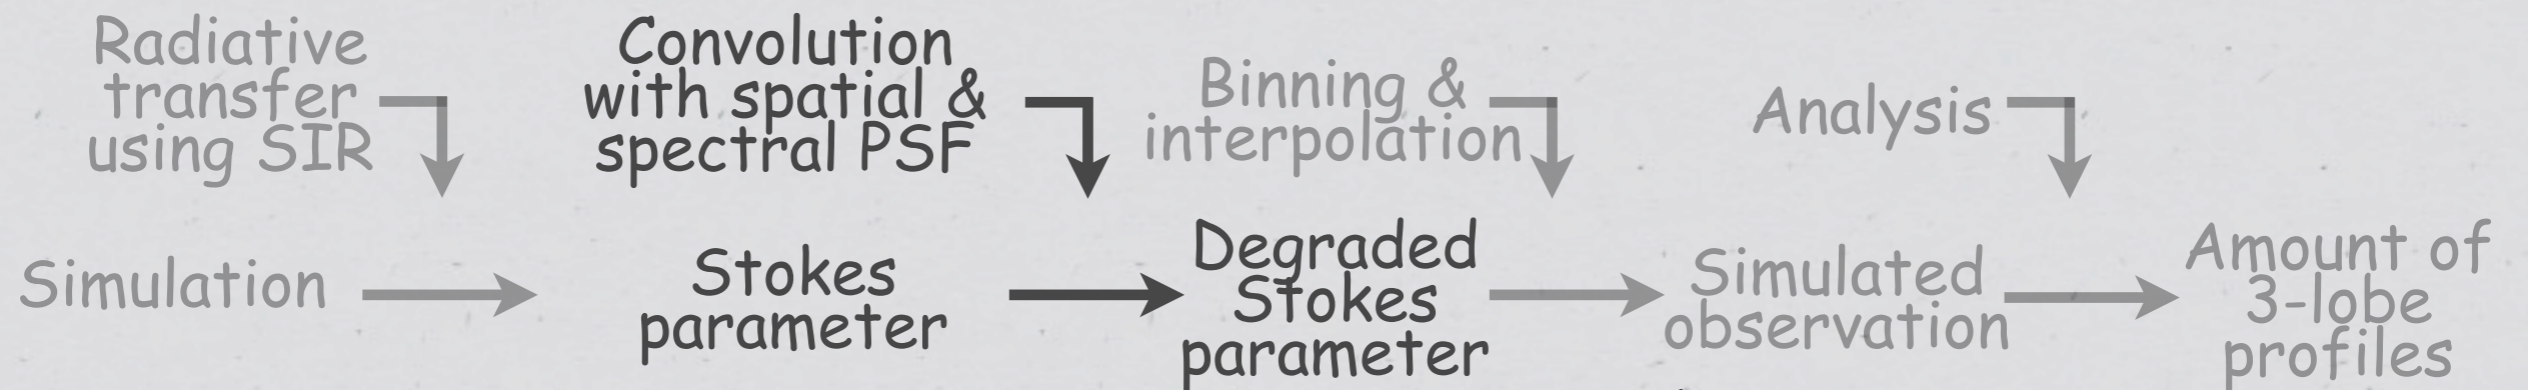 Radiative
transfer
using SIR
Convolution
with spatial &
spectral PSF
Binning &
interpolation
Analysis
Simulation
Stokes
parameter
Degraded
Stokes
parameter
Simulated
observation
Amount of
3-lobe
profiles